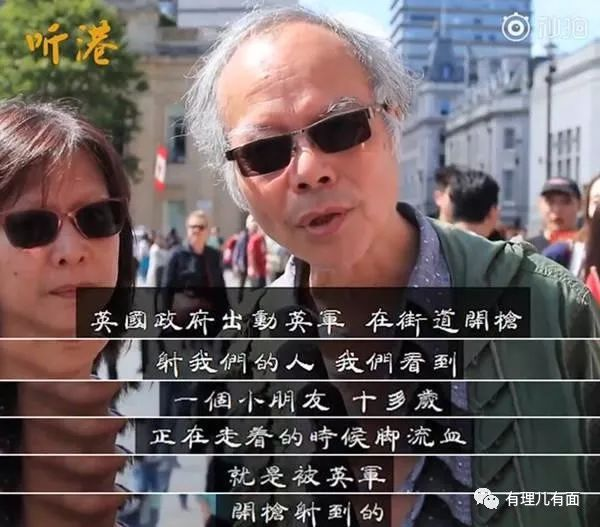 听港
秒拍
英國政府出動英軍 在街道開槍
射我們的人 我們看到
一個小朋友 十多歲
正在走着的時候脚流血
就是被英軍
開槍射到的
有理儿有面